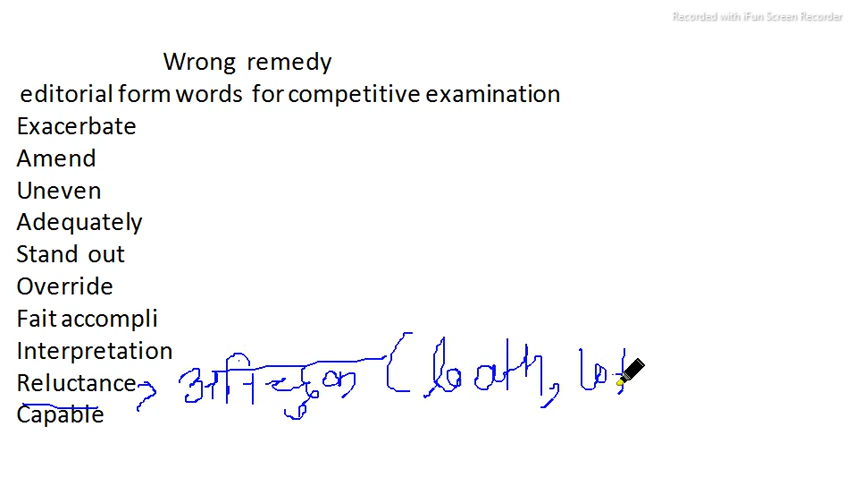 Recorded with iFun Screen Recorder
Wrong remedy
editorial form words for competitive examination
Exacerbate
Amend
Uneven
Adequately
Stand out
Override
Fait accompli
Interpretation
Reluctance
Capable